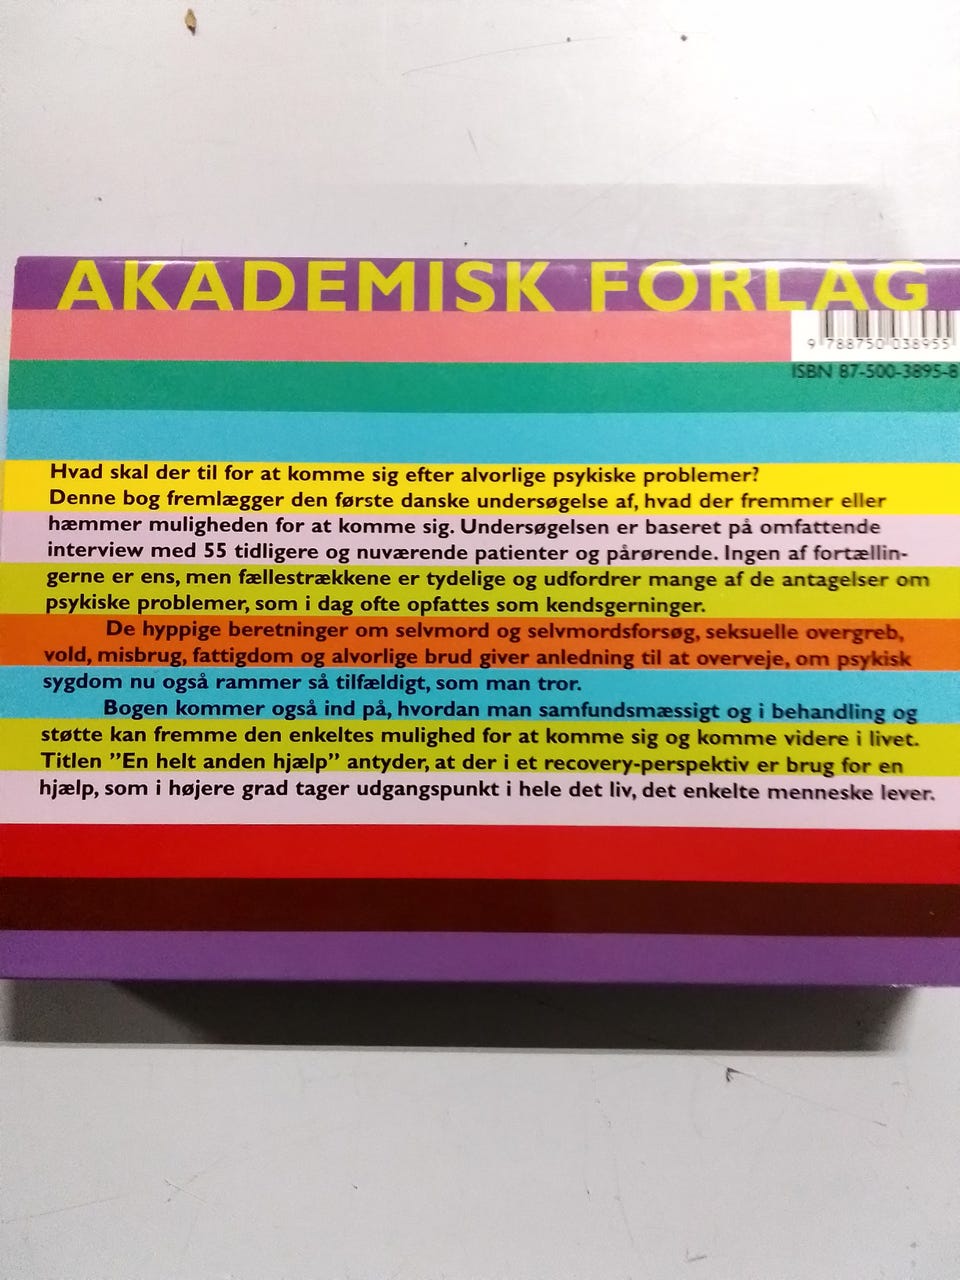 AKADEMISK FORLAG
9 788750 038955
ISBN 87-500-3895-8
Hvad skal der til for at komme sig efter alvorlige psykiske problemer?
Denne bog fremlægger den første danske undersøgelse af, hvad der fremmer eller
hæmmer muligheden for at komme sig. Undersøgelsen er baseret på omfattende
interview med 55 tidligere og nuværende patienter og pårørende. Ingen af fortællin-
gerne er ens, men fællestrækkene er tydelige og udfordrer mange af de antagelser om
psykiske problemer, som i dag ofte opfattes som kendsgerninger.
De hyppige beretninger om selvmord og selvmordsforsøg, seksuelle overgreb,
vold, misbrug, fattigdom og alvorlige brud giver anledning til at overveje, om psykisk
sygdom nu også rammer så tilfældigt, som man tror.
Bogen kommer også ind på, hvordan man samfundsmæssigt og i behandling og
støtte kan fremme den enkeltes mulighed for at komme sig og komme videre i livet.
Titlen ”En helt anden hjælp” antyder, at der i et recovery-perspektiv er brug for en
hjælp, som i højere grad tager udgangspunkt i hele det liv, det enkelte menneske lever.